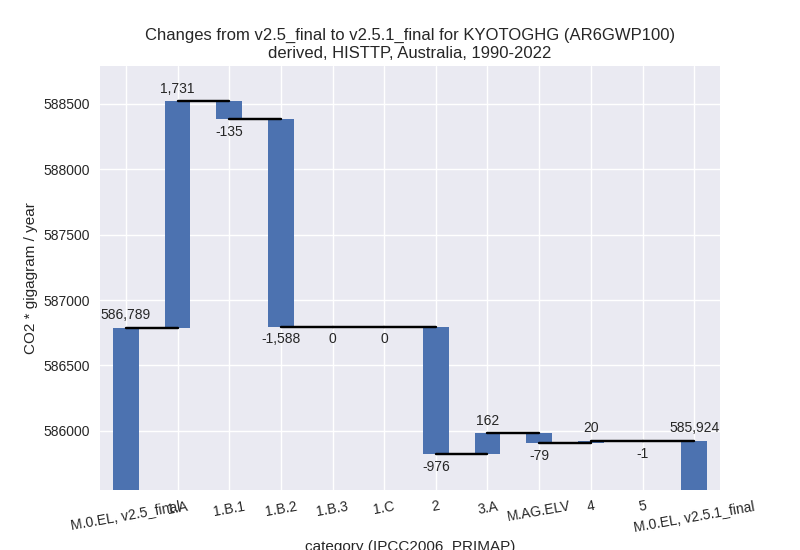 Changes from v2.5_final to v2.5.1_final for KYOTOGHG (AR6GWP100)
derived, HISTTP, Australia, 1990-2022
CO2 * gigagram / year
588500
588000
587500
587000
586500
586000
586,789
1,731
-135
-1,588
0
0
-976
162
-79
20
-1
585,924
M.0.EL, v2.5_final
1.A
1.B.1
1.B.2
1.B.3
1.C
2
3.A
M.AG.ELV
4
5
M.0.EL, v2.5.1_final
category (IPCC2006_PRIMAP)